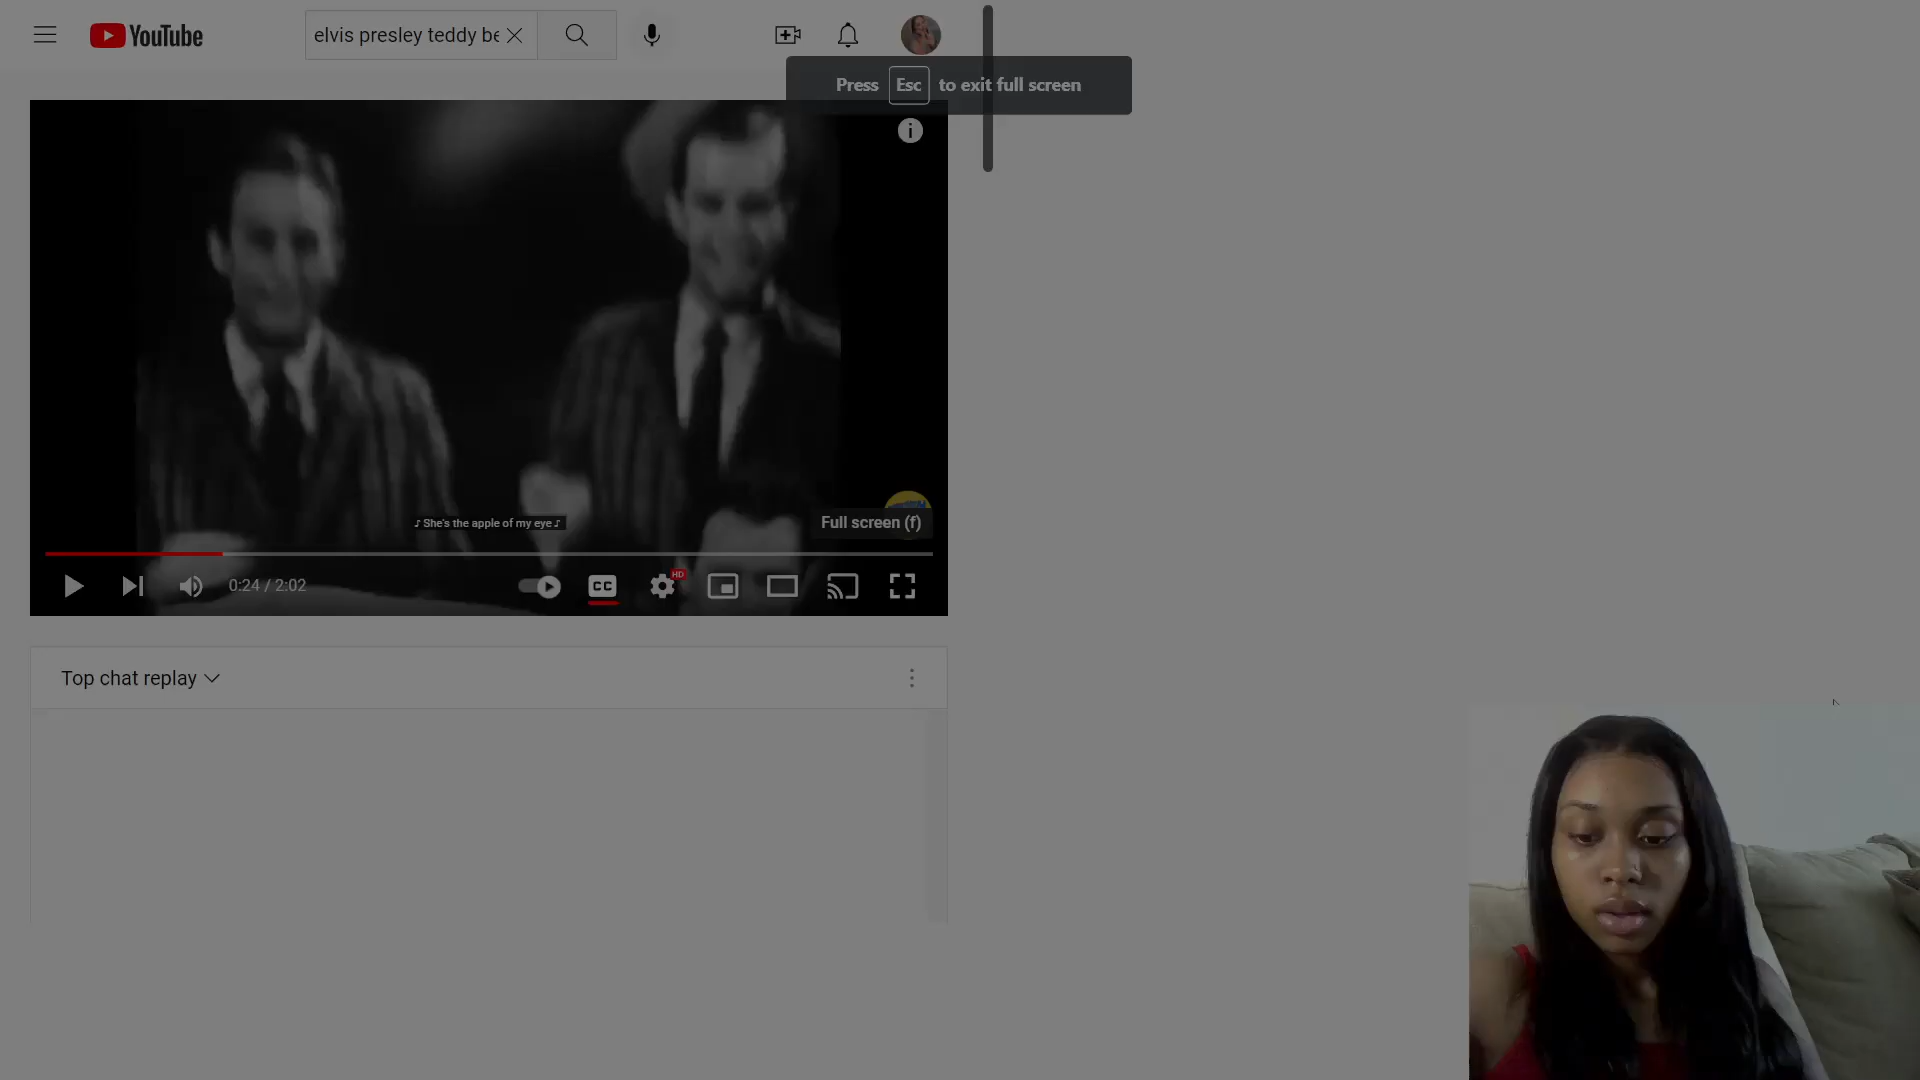 YouTube
elvis presley teddy be
Press Esc to exit full screen
♪ She's the apple of my eye ♪
Full screen (f)
0:24 / 2:02
CC
HD
Top chat replay